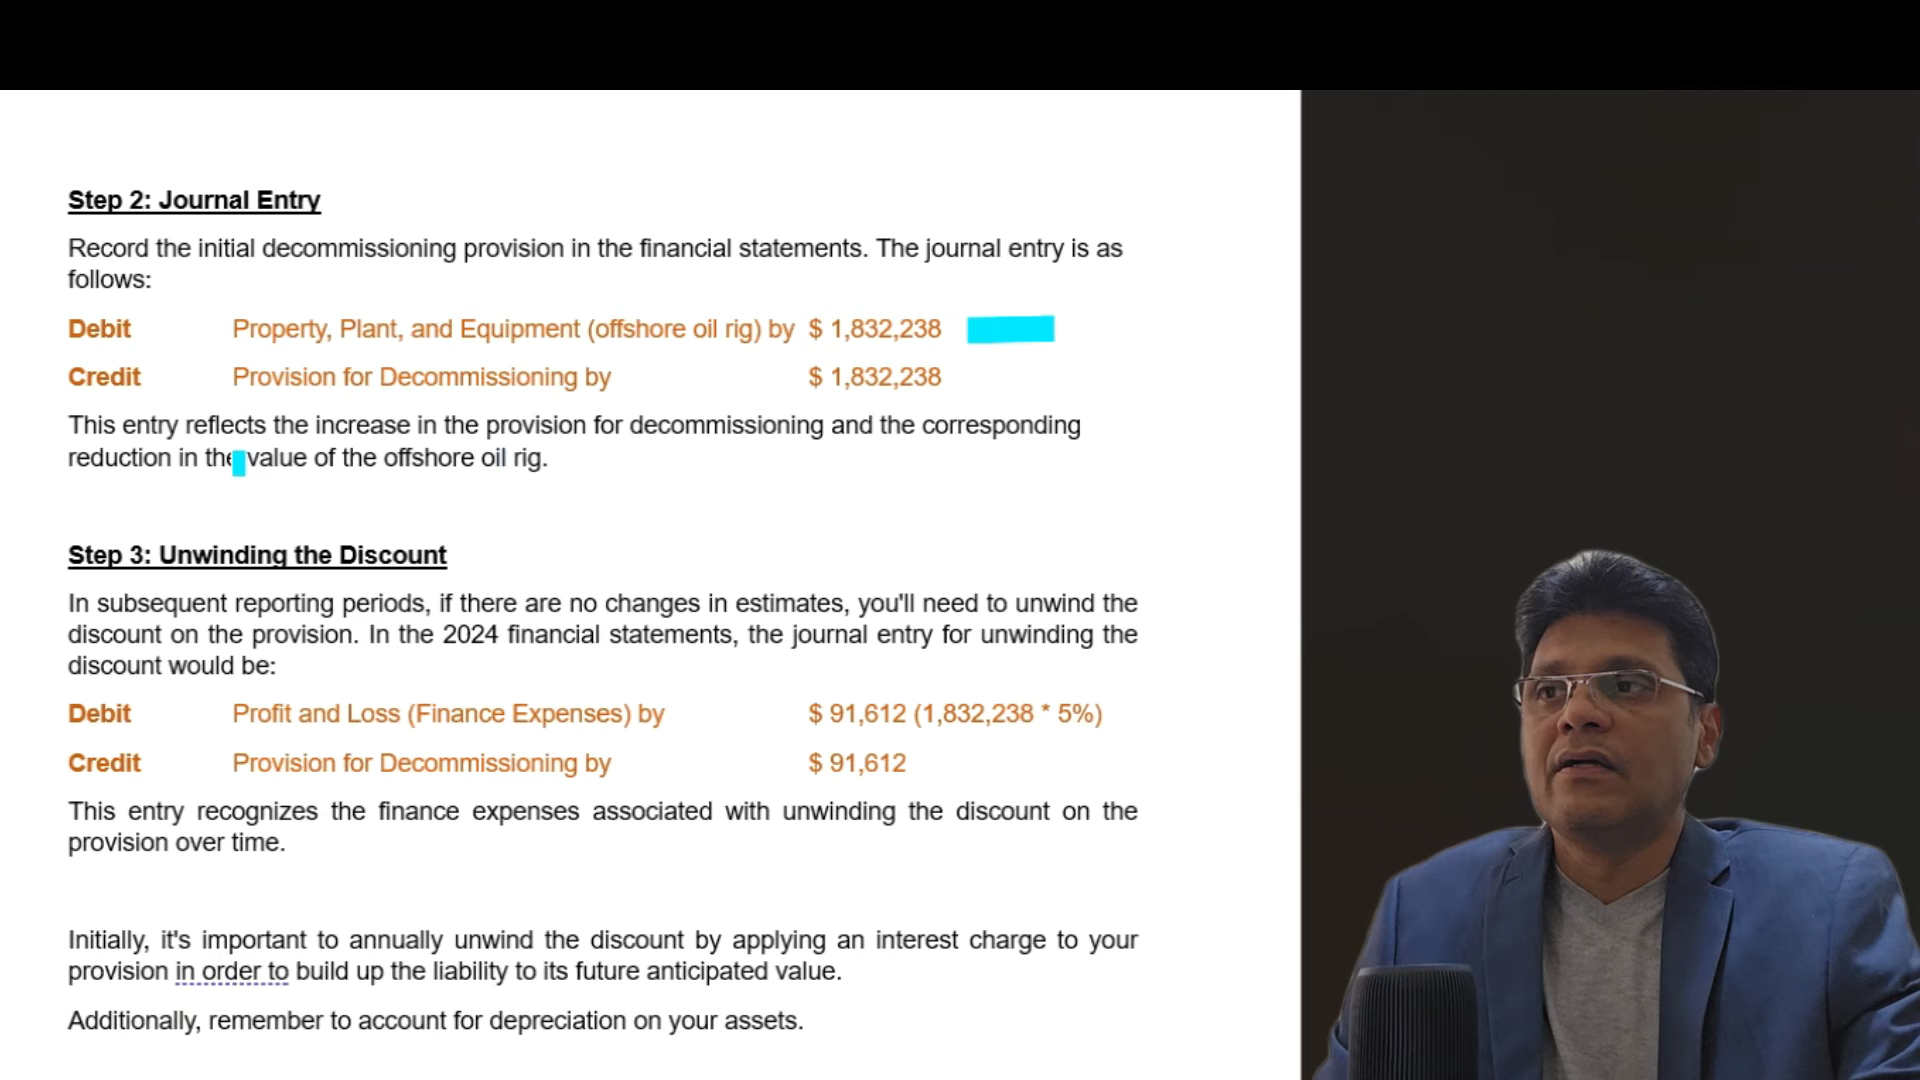 Step 2: Journal Entry
Record the initial decommissioning provision in the financial statements. The journal entry is as
follows:
Debit Property, Plant, and Equipment (offshore oil rig) by $ 1,832,238
Credit Provision for Decommissioning by $ 1,832,238
This entry reflects the increase in the provision for decommissioning and the corresponding
reduction in the value of the offshore oil rig.
Step 3: Unwinding the Discount
In subsequent reporting periods, if there are no changes in estimates, you'll need to unwind the
discount on the provision. In the 2024 financial statements, the journal entry for unwinding the
discount would be:
Debit Profit and Loss (Finance Expenses) by $ 91,612 (1,832,238 * 5%)
Credit Provision for Decommissioning by $ 91,612
This entry recognizes the finance expenses associated with unwinding the discount on the
provision over time.
Initially, it's important to annually unwind the discount by applying an interest charge to your
provision in order to build up the liability to its future anticipated value.
Additionally, remember to account for depreciation on your assets.